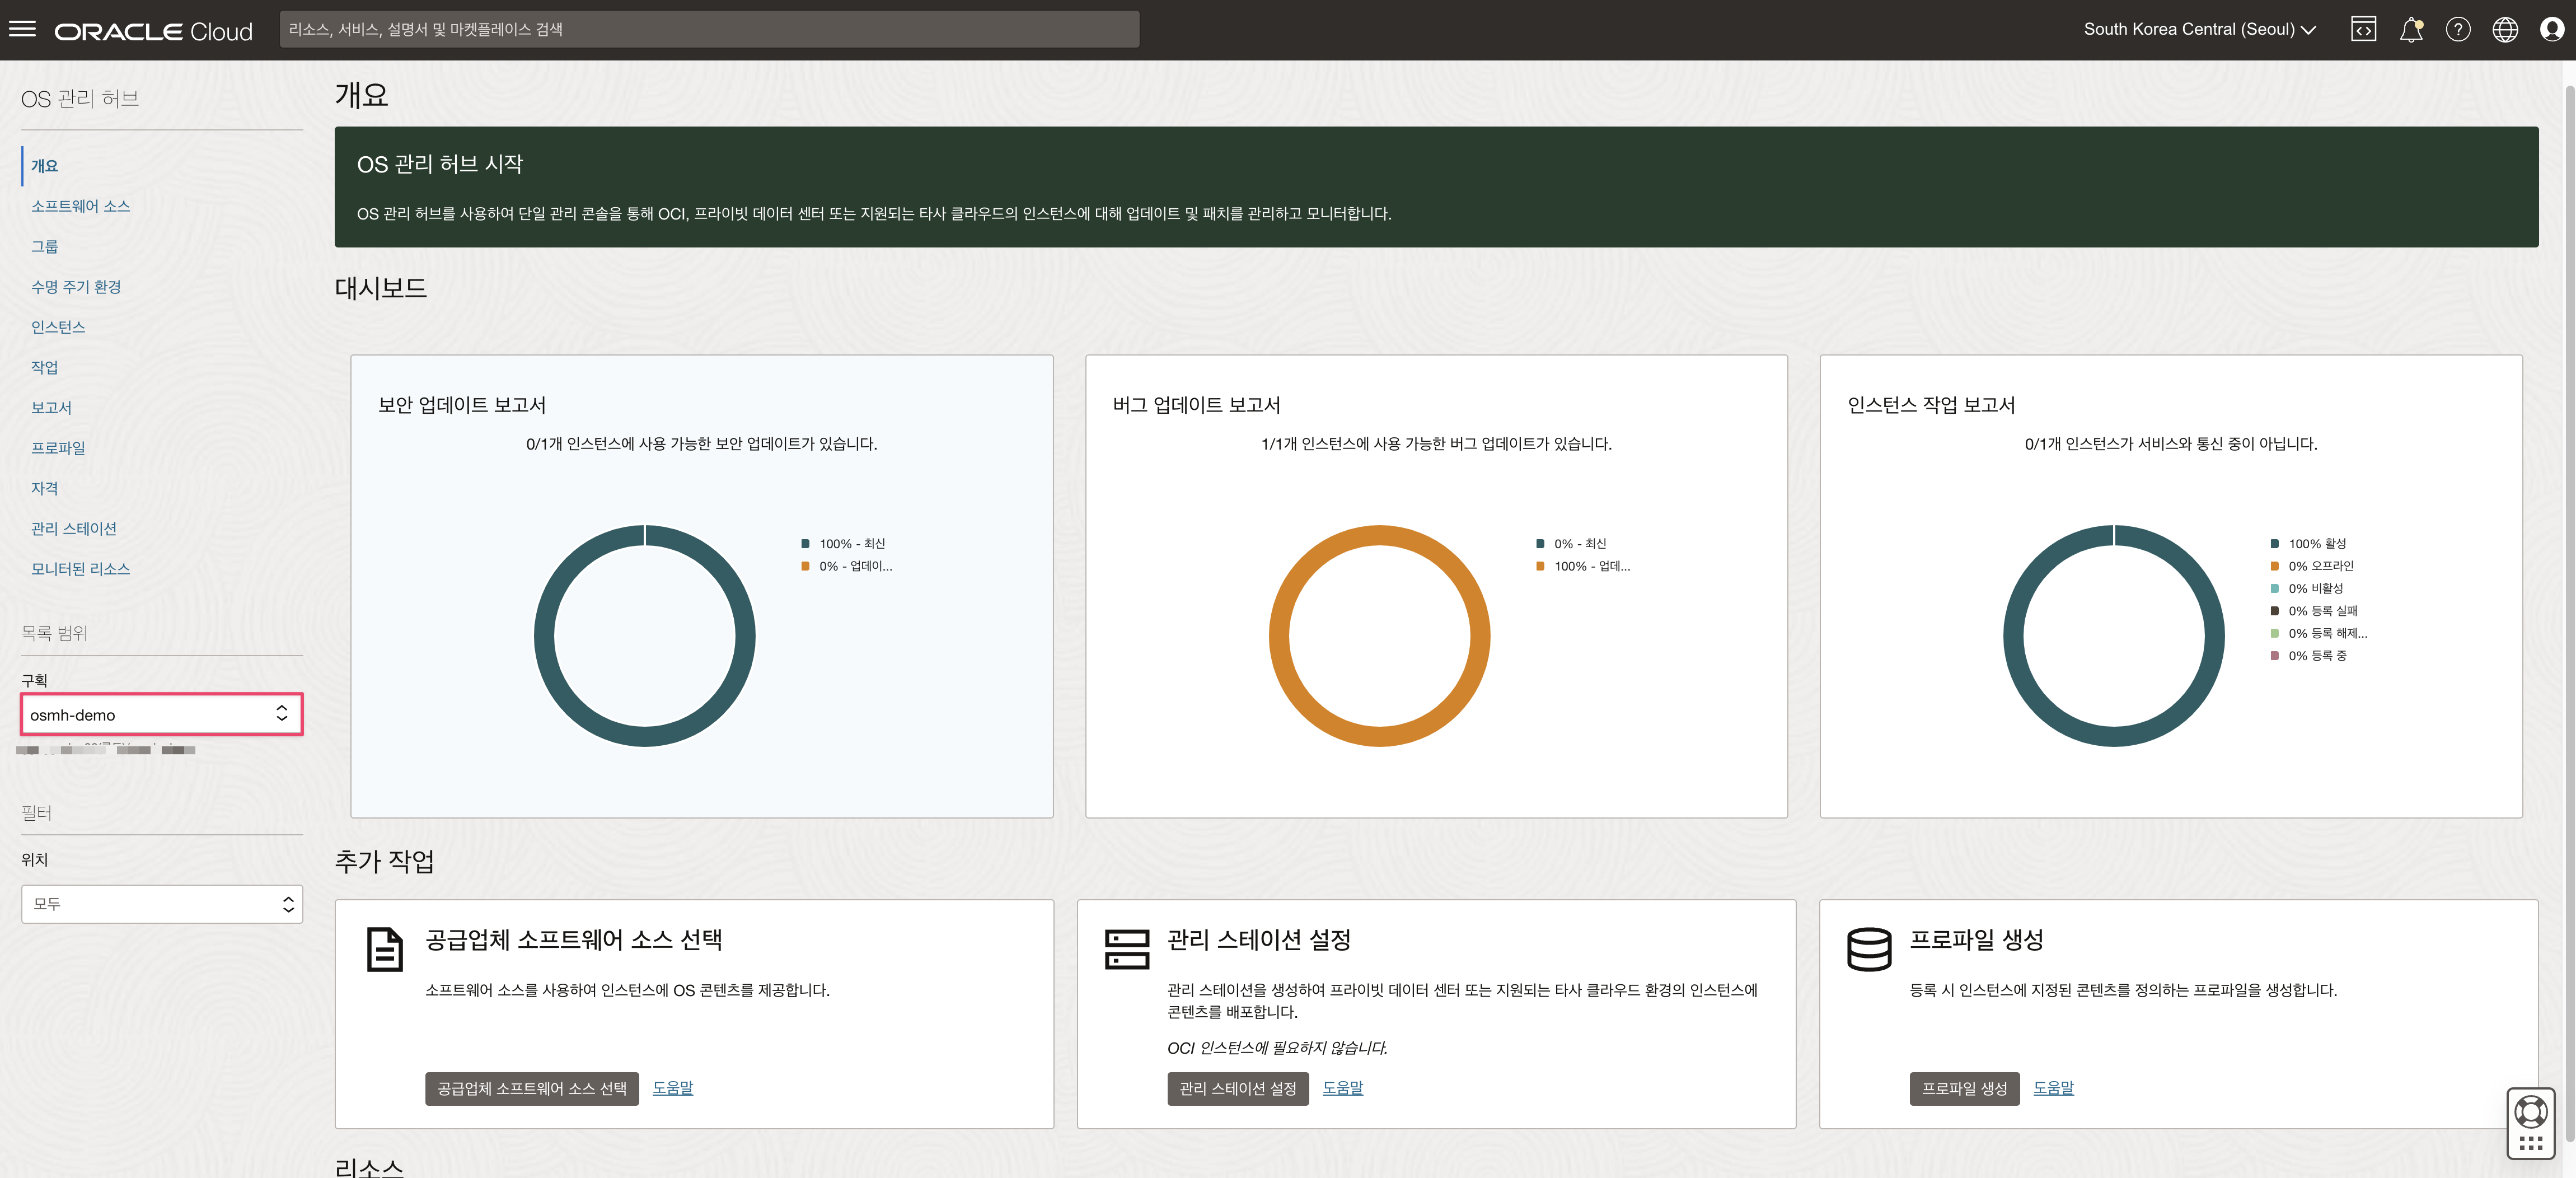 ORACLE Cloud
리소스, 서비스, 설명서 및 마켓플레이스 검색
South Korea Central (Seoul)
OS 관리 허브
개요
소프트웨어 소스
그룹
수명 주기 환경
인스턴스
작업
보고서
프로파일
자격
관리 스테이션
모니터된 리소스
목록 범위
구획
osmh-demo
필터
위치
모두
개요
OS 관리 허브 시작
OS 관리 허브를 사용하여 단일 관리 콘솔을 통해 OCI, 프라이빗 데이터 센터 또는 지원되는 타사 클라우드의 인스턴스에 대해 업데이트 및 패치를 관리하고 모니터합니다.
대시보드
보안 업데이트 보고서
0/1개 인스턴스에 사용 가능한 보안 업데이트가 있습니다.
100% - 최신
0% - 업데이...
버그 업데이트 보고서
1/1개 인스턴스에 사용 가능한 버그 업데이트가 있습니다.
0% - 최신
100% - 업데...
인스턴스 작업 보고서
0/1개 인스턴스가 서비스와 통신 중이 아닙니다.
100% 활성
0% 오프라인
0% 비활성
0% 등록 실패
0% 등록 해제...
0% 등록 중
추가 작업
공급업체 소프트웨어 소스 선택
소프트웨어 소스를 사용하여 인스턴스에 OS 콘텐츠를 제공합니다.
공급업체 소프트웨어 소스 선택 도움말
관리 스테이션 설정
관리 스테이션을 생성하여 프라이빗 데이터 센터 또는 지원되는 타사 클라우드 환경의 인스턴스에
콘텐츠를 배포합니다.
OCI 인스턴스에 필요하지 않습니다.
관리 스테이션 설정 도움말
프로파일 생성
등록 시 인스턴스에 지정된 콘텐츠를 정의하는 프로파일을 생성합니다.
프로파일 생성 도움말
리소스